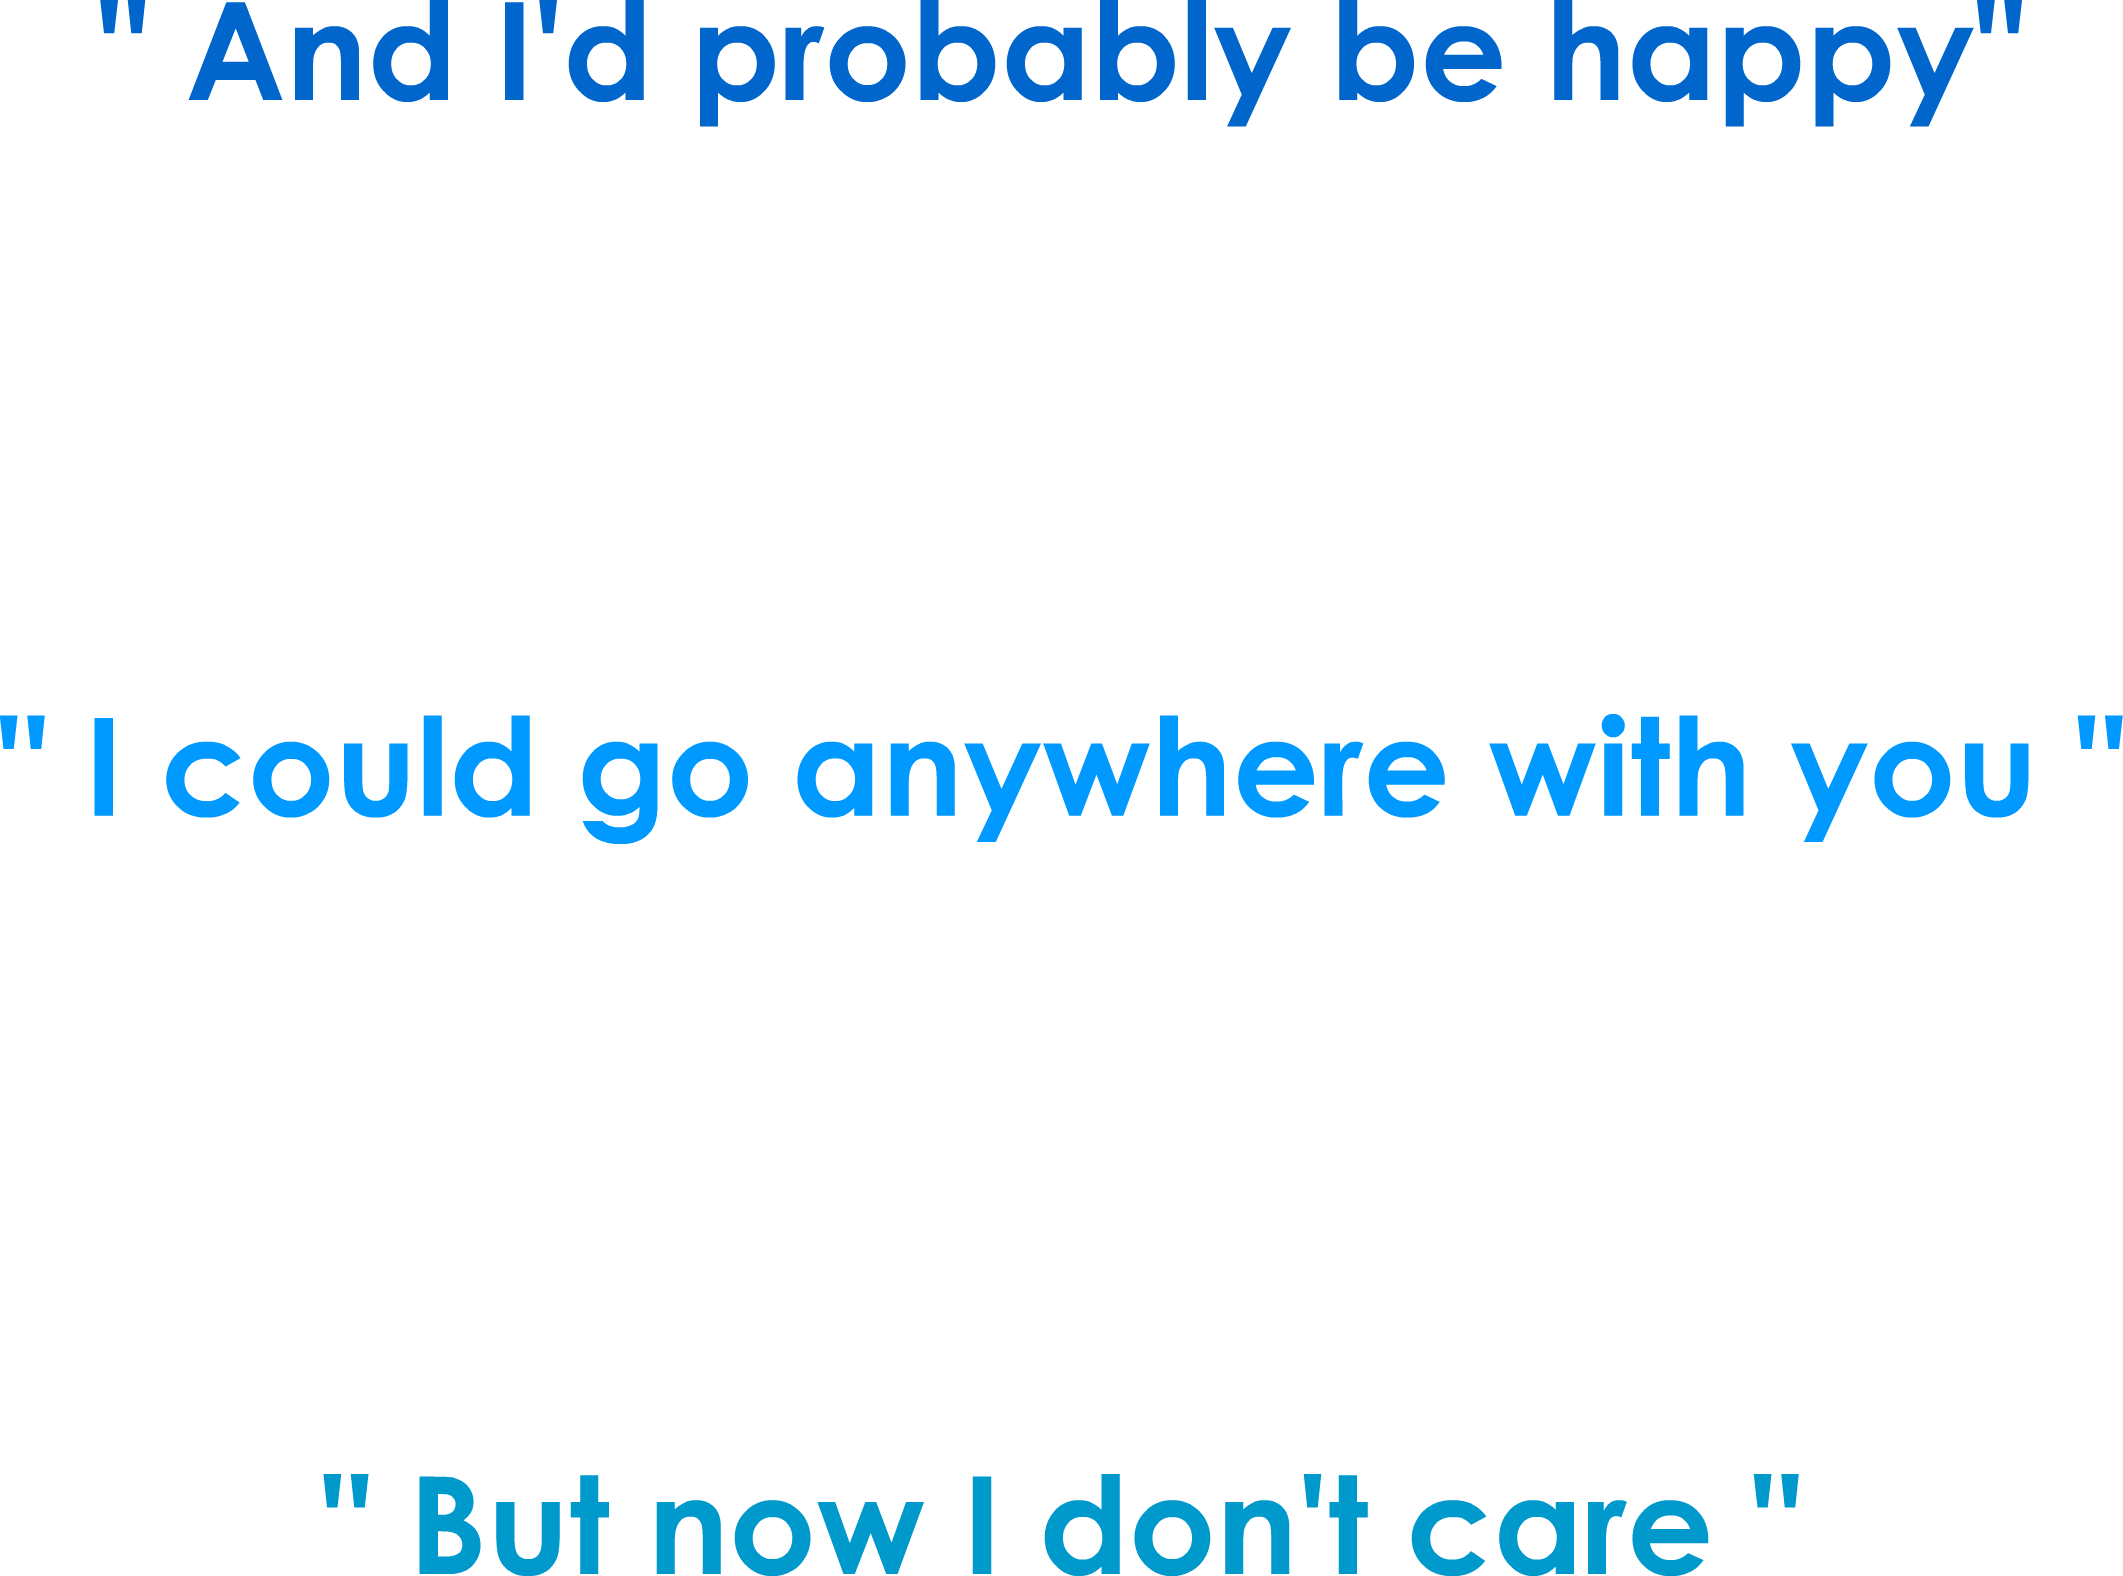 " And I'd probably be happy"
" I could go anywhere with you "
" But now I don't care "